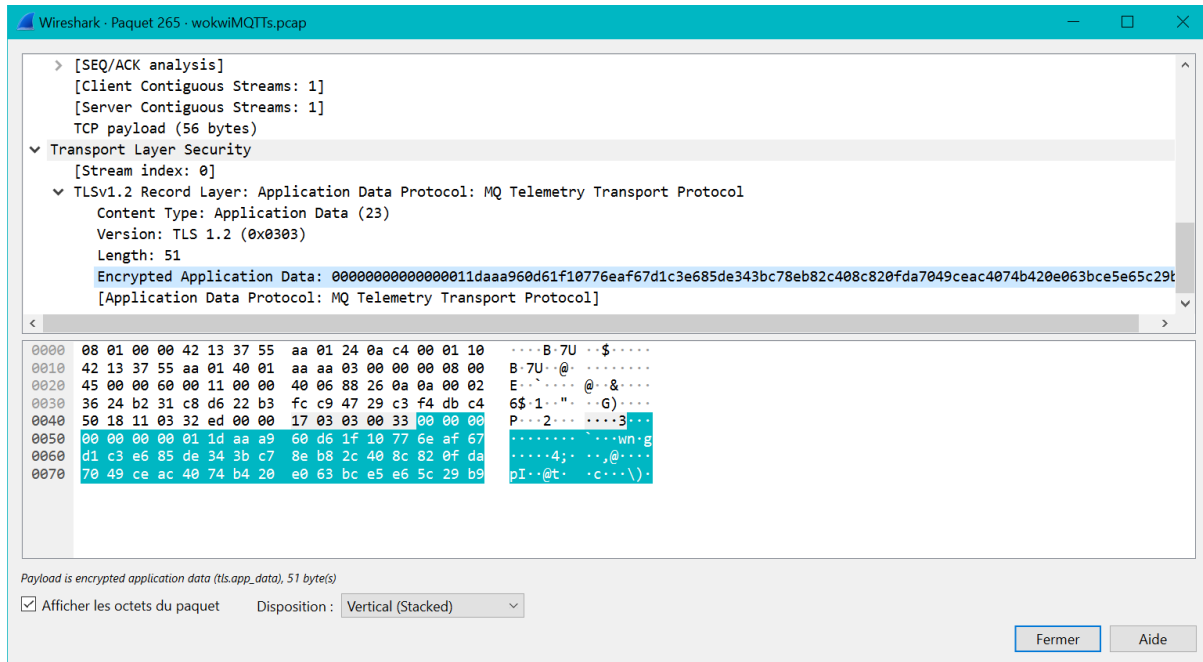 Wireshark · Paquet 265 · wokwiMQTTs.pcap
[SEQ/ACK analysis]
[Client Contiguous Streams: 1]
[Server Contiguous Streams: 1]
TCP payload (56 bytes)
Transport Layer Security
[Stream index: 0]
TLSv1.2 Record Layer: Application Data Protocol: MQ Telemetry Transport Protocol
Content Type: Application Data (23)
Version: TLS 1.2 (0x0303)
Length: 51
Encrypted Application Data: 00000000000000011daaa960d61f10776eaf67d1c3e685de343bc78eb82c408c820fda7049ceac4074b420e063bce5e65c29b
[Application Data Protocol: MQ Telemetry Transport Protocol]
0000 08 01 00 00 42 13 37 55 aa 01 24 0a c4 00 01 10 ····B·7U ··$·····
0010 42 13 37 55 aa 01 40 01 aa aa 03 00 00 00 08 00 B·7U··@· ········
0020 45 00 00 60 00 11 00 00 40 06 88 26 0a 0a 00 02 E··`···· @··&····
0030 36 24 b2 31 c8 d6 22 b3 fc c9 47 29 c3 f4 db c4 6$·1··"· ··G)····
0040 50 18 11 03 32 ed 00 00 17 03 03 00 33 00 00 00 P···2··· ····3···
0050 00 00 00 00 01 1d aa a9 60 d6 1f 10 77 6e af 67 ········ `···wn·g
0060 d1 c3 e6 85 de 34 3b c7 8e b8 2c 40 8c 82 0f da ·····4;· ··,@····
0070 70 49 ce ac 40 74 b4 20 e0 63 bc e5 e6 5c 29 b9 pI··@t·  ·c···\)·
Payload is encrypted application data (tls.app_data), 51 byte(s)
Afficher les octets du paquet Disposition : Vertical (Stacked)
Fermer Aide